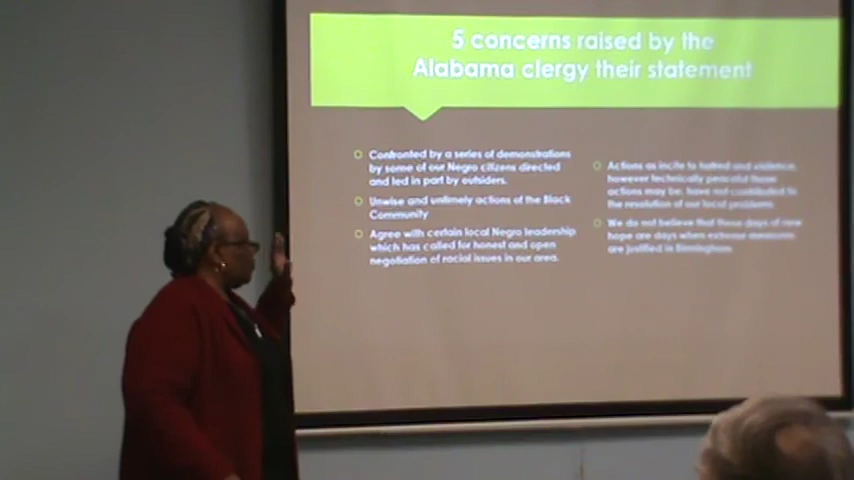 5 concerns raised by the
Alabama clergy their statement
Confronted by a series of demonstrations
by some of our Negro citizens directed
and led in part by outsiders.
Unwise and untimely actions of the Black
Community
Agree with certain local Negro leadership
which has called for honest and open
negotiation of racial issues in our area.
Actions as incite to hatred and violence,
however technically peaceful those
actions may be, have not contributed to
the resolution of our local problems.
We do not believe that these days of new
hope are days when extreme measures
are justified in Birmingham.